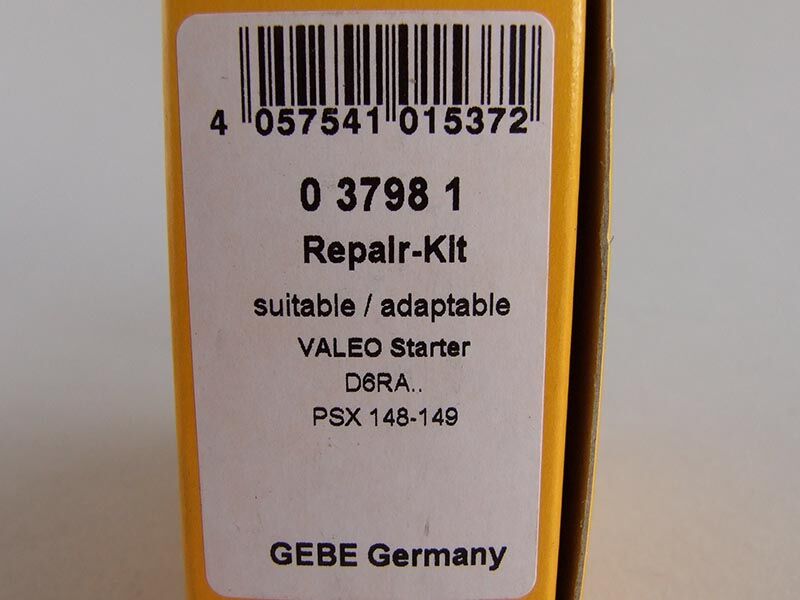 4 057541 015372
0 3798 1
Repair-Kit
suitable / adaptable
VALEO Starter
D6RA..
PSX 148-149
GEBE Germany